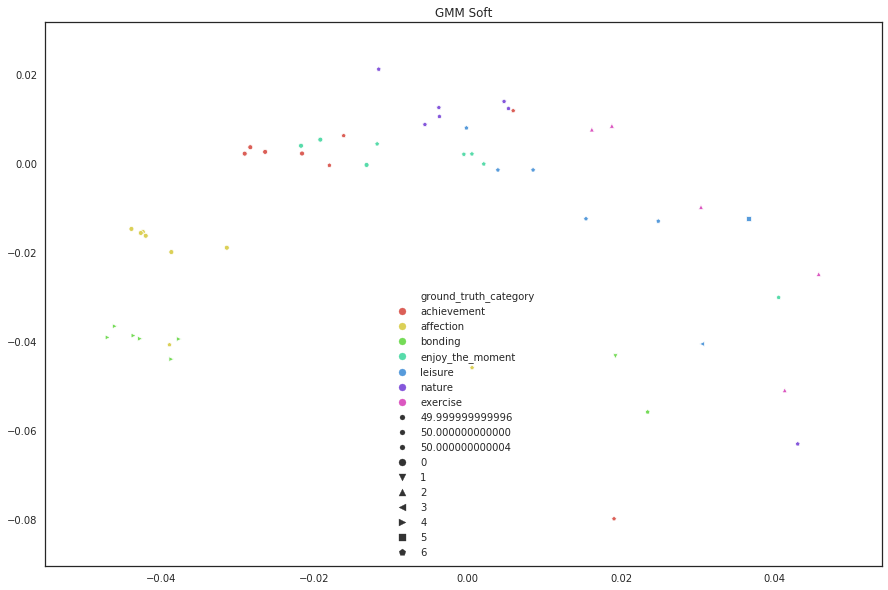 GMM Soft
0.02
0.00
−0.02
−0.04
−0.06
−0.08
ground_truth_category
achievement
affection
bonding
enjoy_the_moment
leisure
nature
exercise
49.999999999996
50.000000000000
50.000000000004
0
1
2
3
4
5
6
−0.04
−0.02
0.00
0.02
0.04